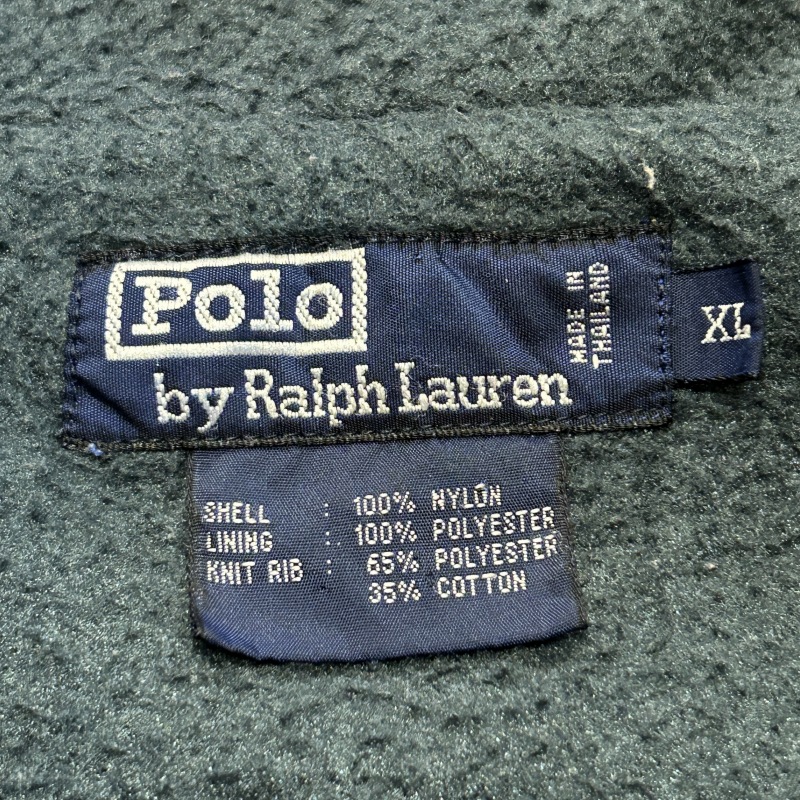 Polo
by Ralph Lauren
MADE IN
THAILAND
XL
SHELL : 100% NYLON
LINING : 100% POLYESTER
KNIT RIB : 65% POLYESTER
35% COTTON